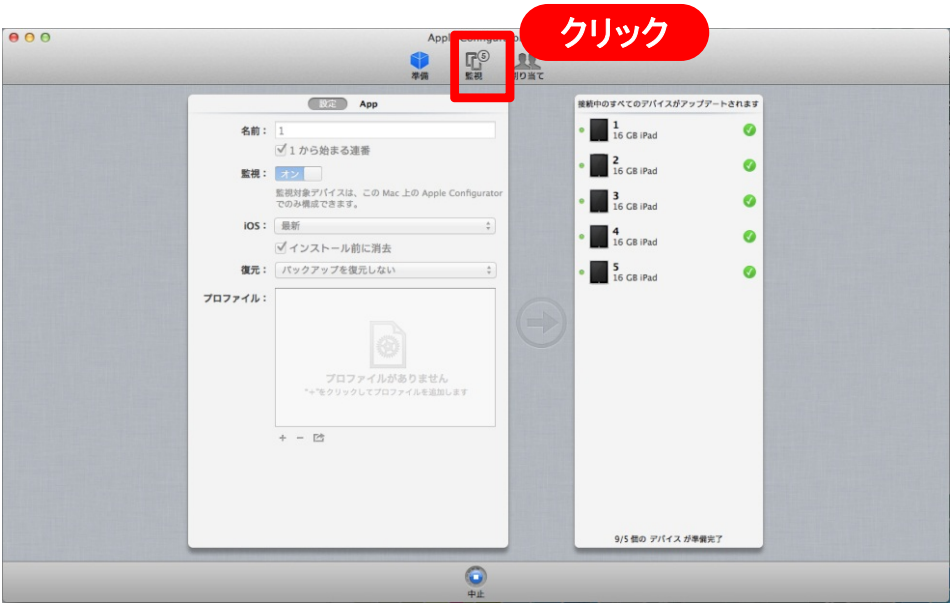 クリック
Apple Configurator
準備
5
監視
割り当て
設定 App
名前： 1
1 から始まる連番
監視： オン
監視対象デバイスは、この Mac 上の Apple Configurator
でのみ構成できます。
iOS： 最新
インストール前に消去
復元： バックアップを復元しない
プロファイル：
プロファイルがありません
"+"をクリックしてプロファイルを追加します
接続中のすべてのデバイスがアップデートされます
1
16 GB iPad
2
16 GB iPad
3
16 GB iPad
4
16 GB iPad
5
16 GB iPad
9/5 個の デバイス が準備完了
中止